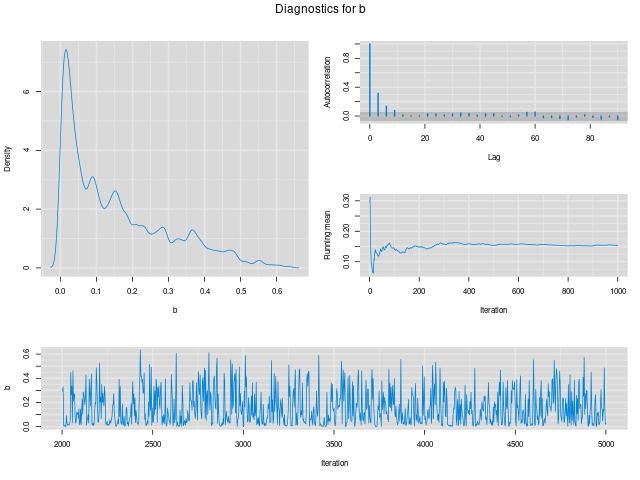 Diagnostics for b
Density
0 2 4 6
0.0 0.1 0.2 0.3 0.4 0.5 0.6
b
Autocorrelation
0.0 0.4 0.8
0 20 40 60 80
Lag
Running mean
0.10 0.20 0.30
0 200 400 600 800 1000
Iteration
b
0.0 0.2 0.4 0.6
2000 2500 3000 3500 4000 4500 5000
Iteration